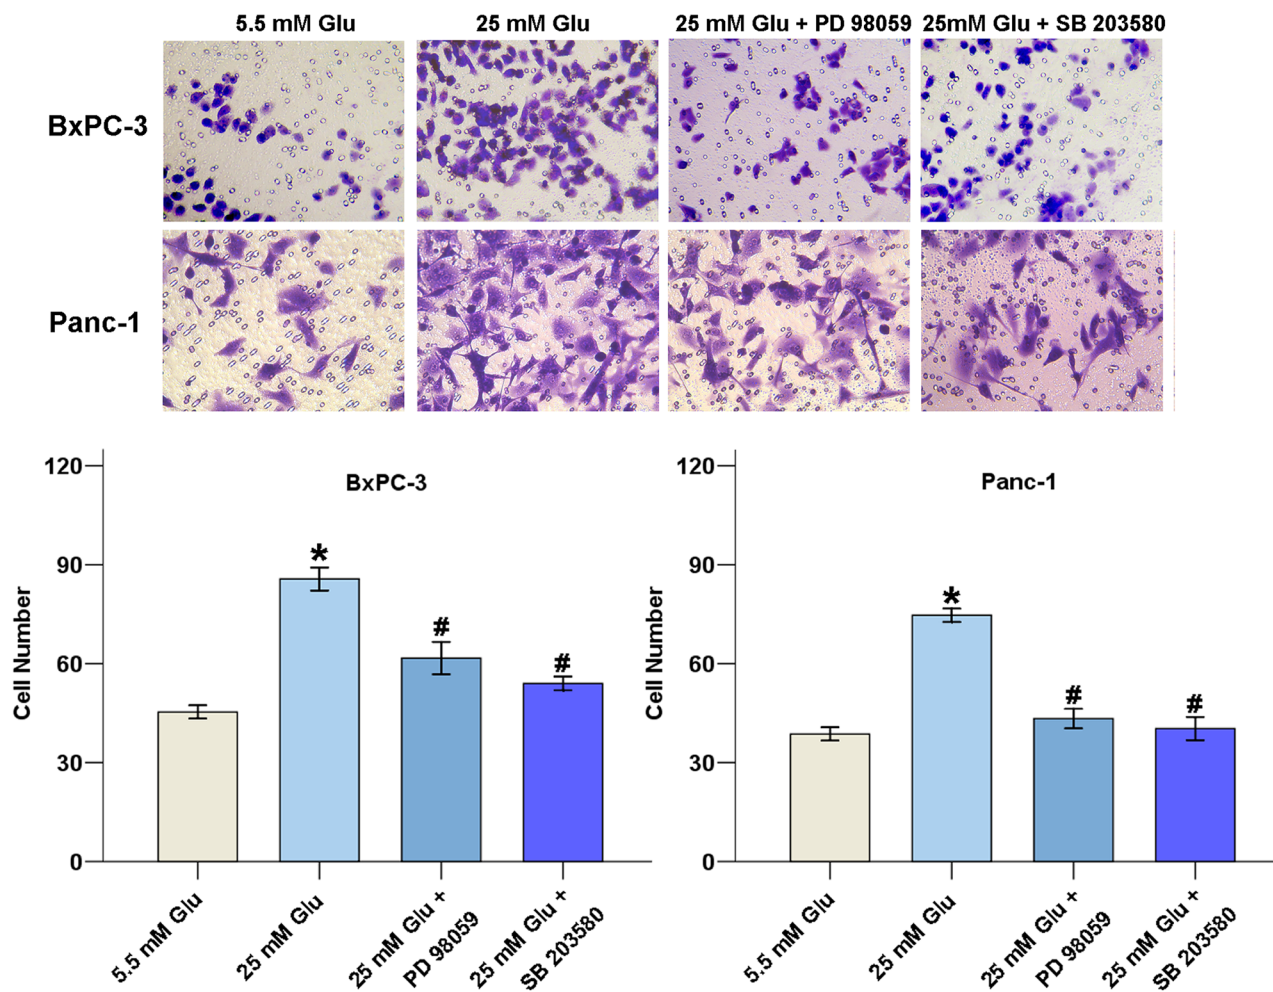 5.5 mM Glu
25 mM Glu
25 mM Glu + PD 98059
25mM Glu + SB 203580
BxPC-3
Panc-1
BxPC-3
Cell Number
120
90
60
30
0
*
#
#
5.5 mM Glu
25 mM Glu
25 mM Glu +
PD 98059
25 mM Glu +
SB 203580
Panc-1
Cell Number
120
90
60
30
0
*
#
#
5.5 mM Glu
25 mM Glu
25 mM Glu +
PD 98059
25 mM Glu +
SB 203580